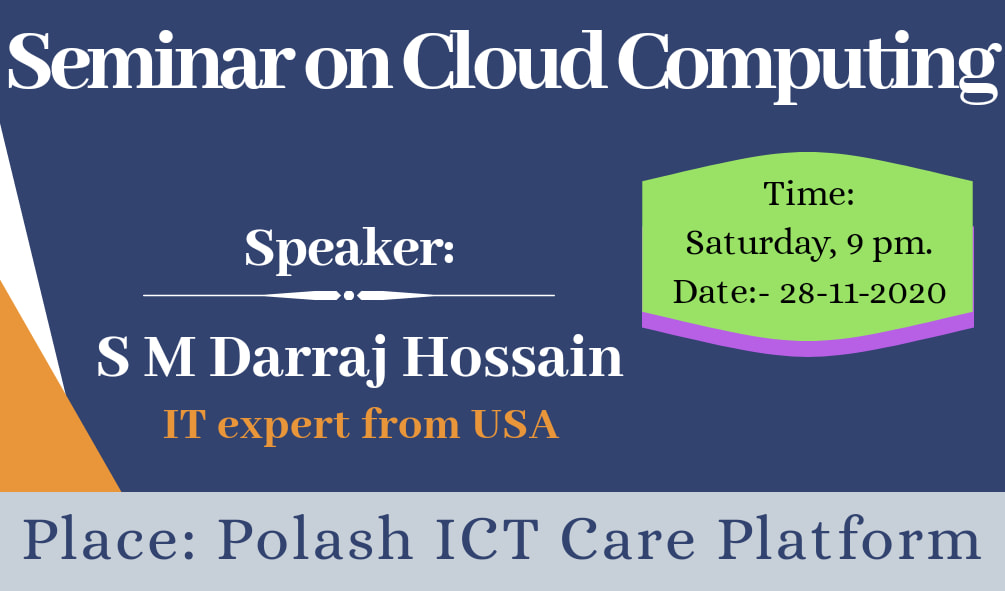 Seminar on Cloud Computing
Time:
Saturday, 9 pm.
Date:- 28-11-2020
Speaker:
S M Darraj Hossain
IT expert from USA
Place: Polash ICT Care Platform